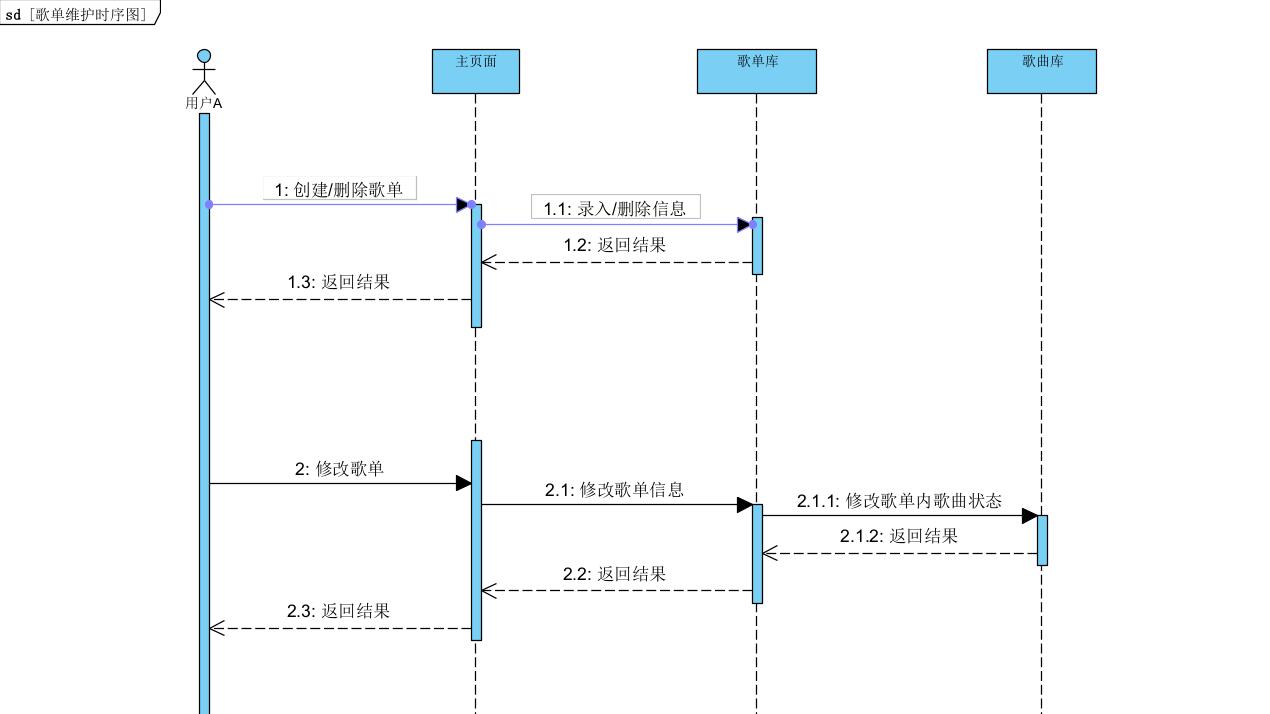 sd [歌单维护时序图]
用户A
主页面
歌单库
歌曲库
1: 创建/删除歌单
1.1: 录入/删除信息
1.2: 返回结果
1.3: 返回结果
2: 修改歌单
2.1: 修改歌单信息
2.1.1: 修改歌单内歌曲状态
2.1.2: 返回结果
2.2: 返回结果
2.3: 返回结果